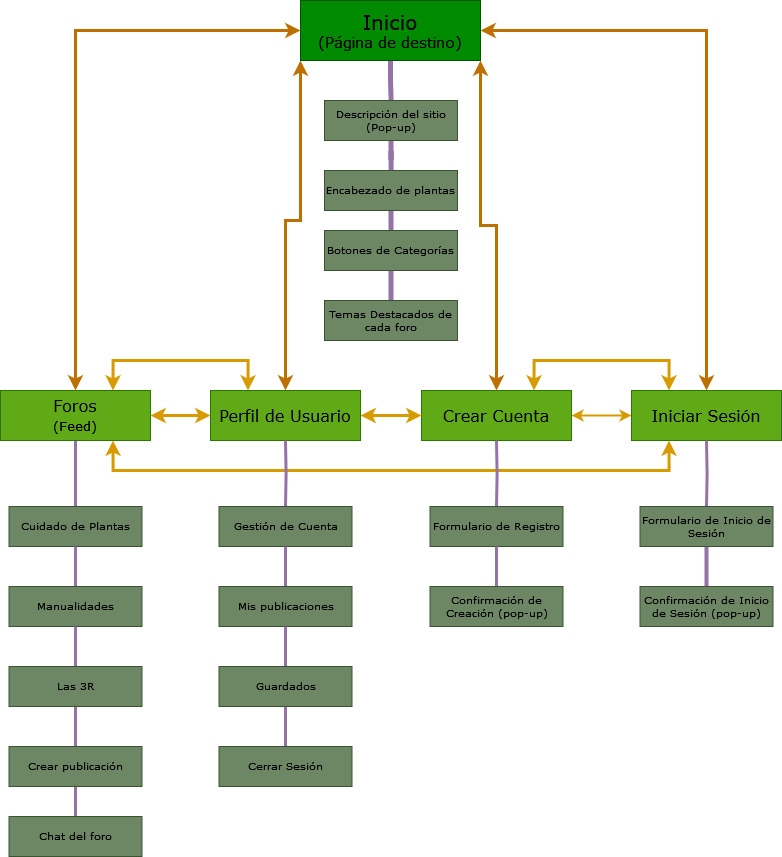 Inicio
(Página de destino)
Descripción del sitio
(Pop-up)
Encabezado de plantas
Botones de Categorías
Temas Destacados de
cada foro
Foros
(Feed)
Perfil de Usuario
Crear Cuenta
Iniciar Sesión
Cuidado de Plantas
Gestión de Cuenta
Formulario de Registro
Formulario de Inicio de
Sesión
Manualidades
Mis publicaciones
Confirmación de
Creación (pop-up)
Confirmación de Inicio
de Sesión (pop-up)
Las 3R
Guardados
Crear publicación
Cerrar Sesión
Chat del foro